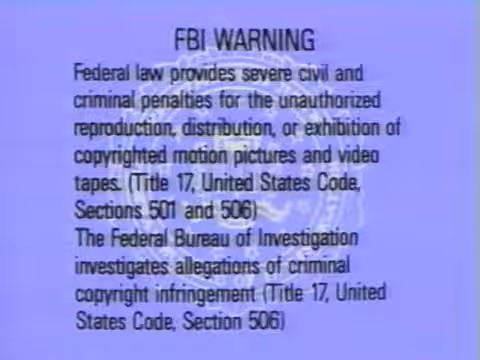 FBI WARNING
Federal law provides severe civil and
criminal penalties for the unauthorized
reproduction, distribution, or exhibition of
copyrighted motion pictures and video
tapes. (Title 17, United States Code,
Sections 501 and 506)
The Federal Bureau of Investigation
investigates allegations of criminal
copyright infringement (Title 17, United
States Code, Section 506)